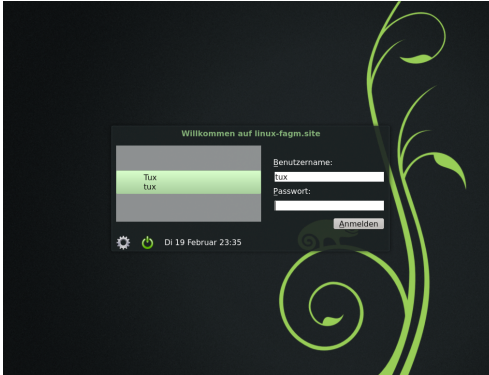 Willkommen auf linux-fagm.site
Tux
tux
Benutzername:
tux
Passwort:
Anmelden
Di 19 Februar 23:35